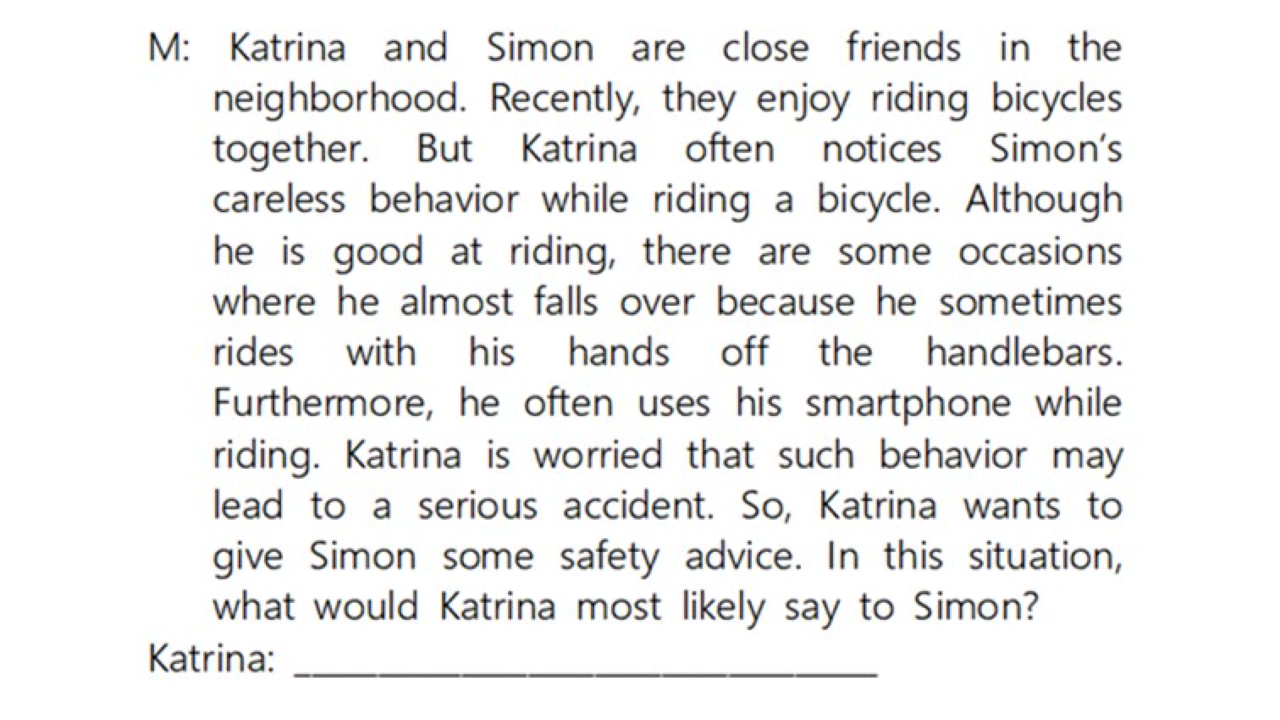 M: Katrina and Simon are close friends in the
neighborhood. Recently, they enjoy riding bicycles
together. But Katrina often notices Simon's
careless behavior while riding a bicycle. Although
he is good at riding, there are some occasions
where he almost falls over because he sometimes
rides with his hands off the handlebars.
Furthermore, he often uses his smartphone while
riding. Katrina is worried that such behavior may
lead to a serious accident. So, Katrina wants to
give Simon some safety advice. In this situation,
what would Katrina most likely say to Simon?
Katrina: ____________________